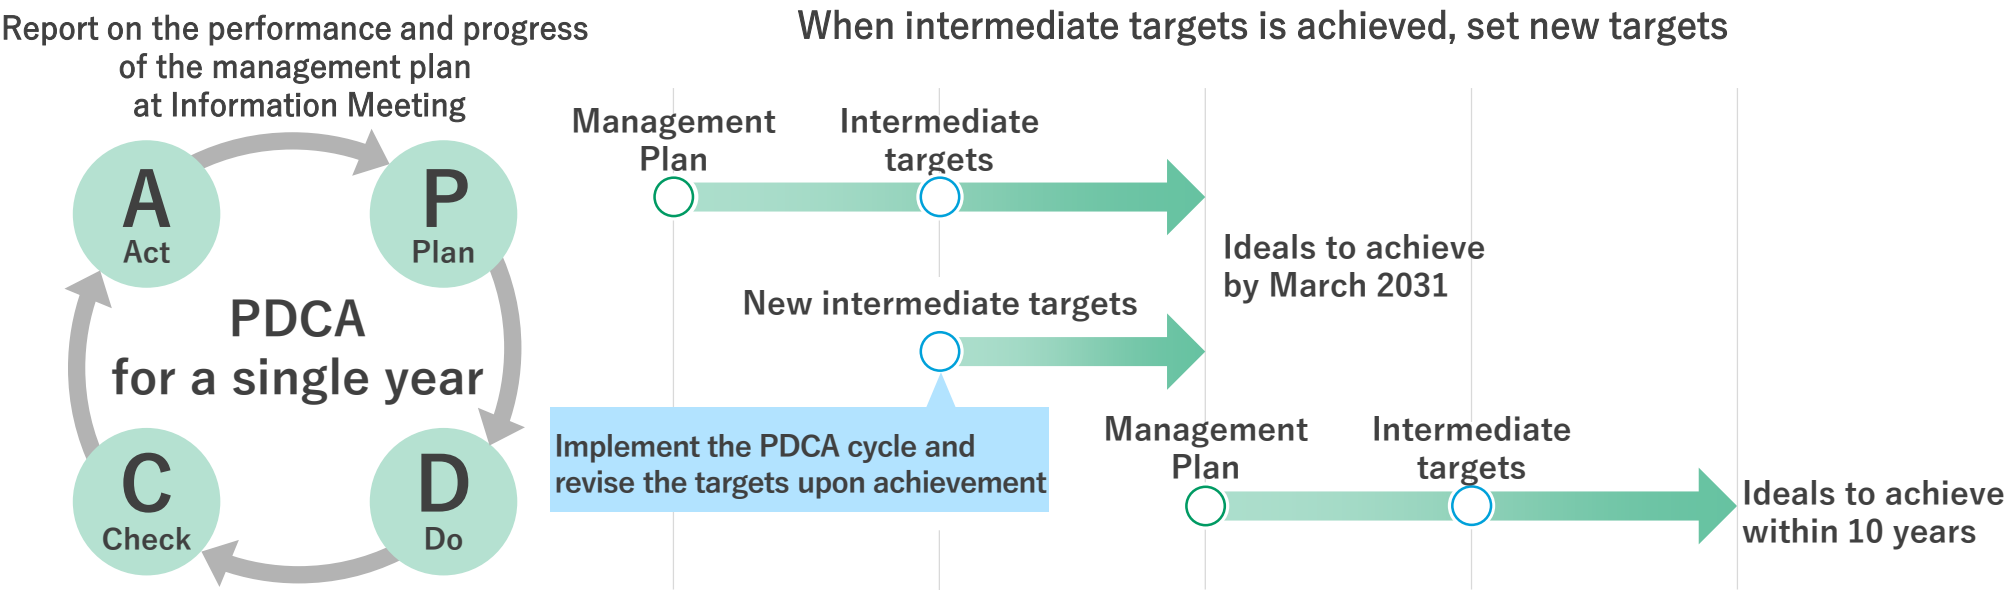 Report on the performance and progress
of the management plan
at Information Meeting
A
Act
P
Plan
PDCA
for a single year
C
Check
D
Do
When intermediate targets is achieved, set new targets
Management
Plan
Intermediate
targets
Ideals to achieve
by March 2031
New intermediate targets
Implement the PDCA cycle and
revise the targets upon achievement
Management
Plan
Intermediate
targets
Ideals to achieve
within 10 years